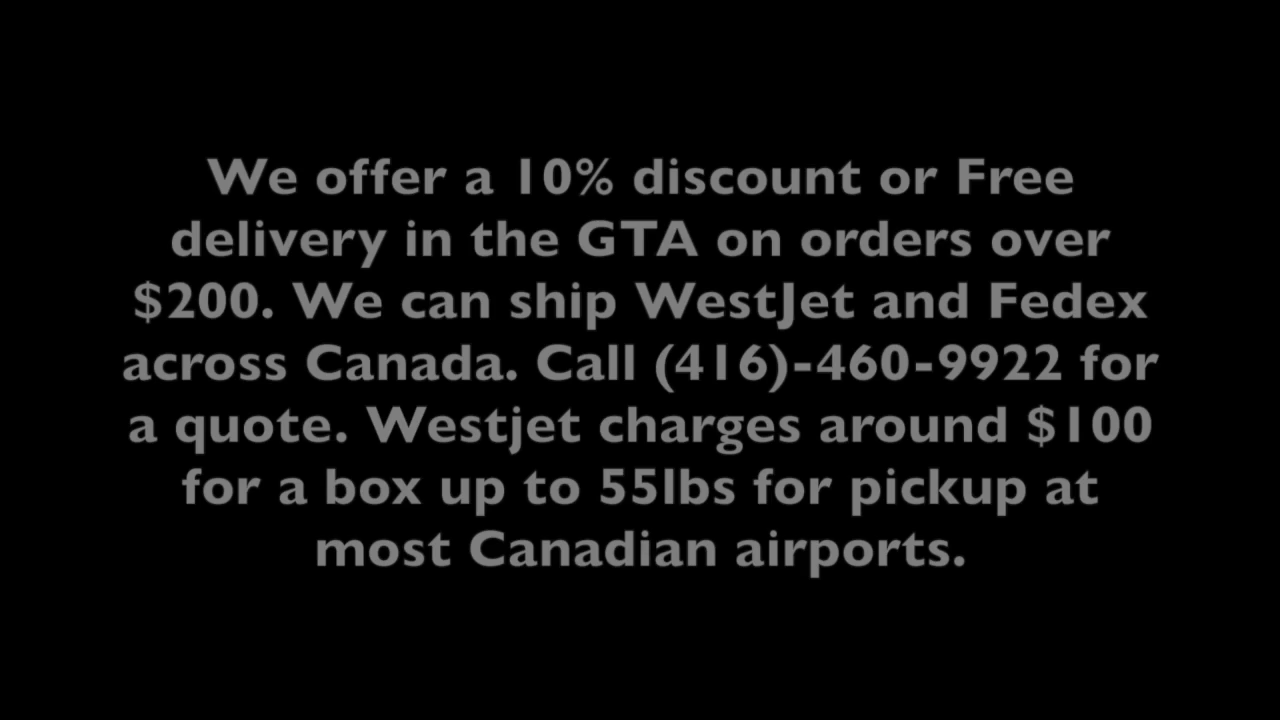 We offer a 10% discount or Free
delivery in the GTA on orders over
$200. We can ship WestJet and Fedex
across Canada. Call (416)-460-9922 for
a quote. Westjet charges around $100
for a box up to 55lbs for pickup at
most Canadian airports.